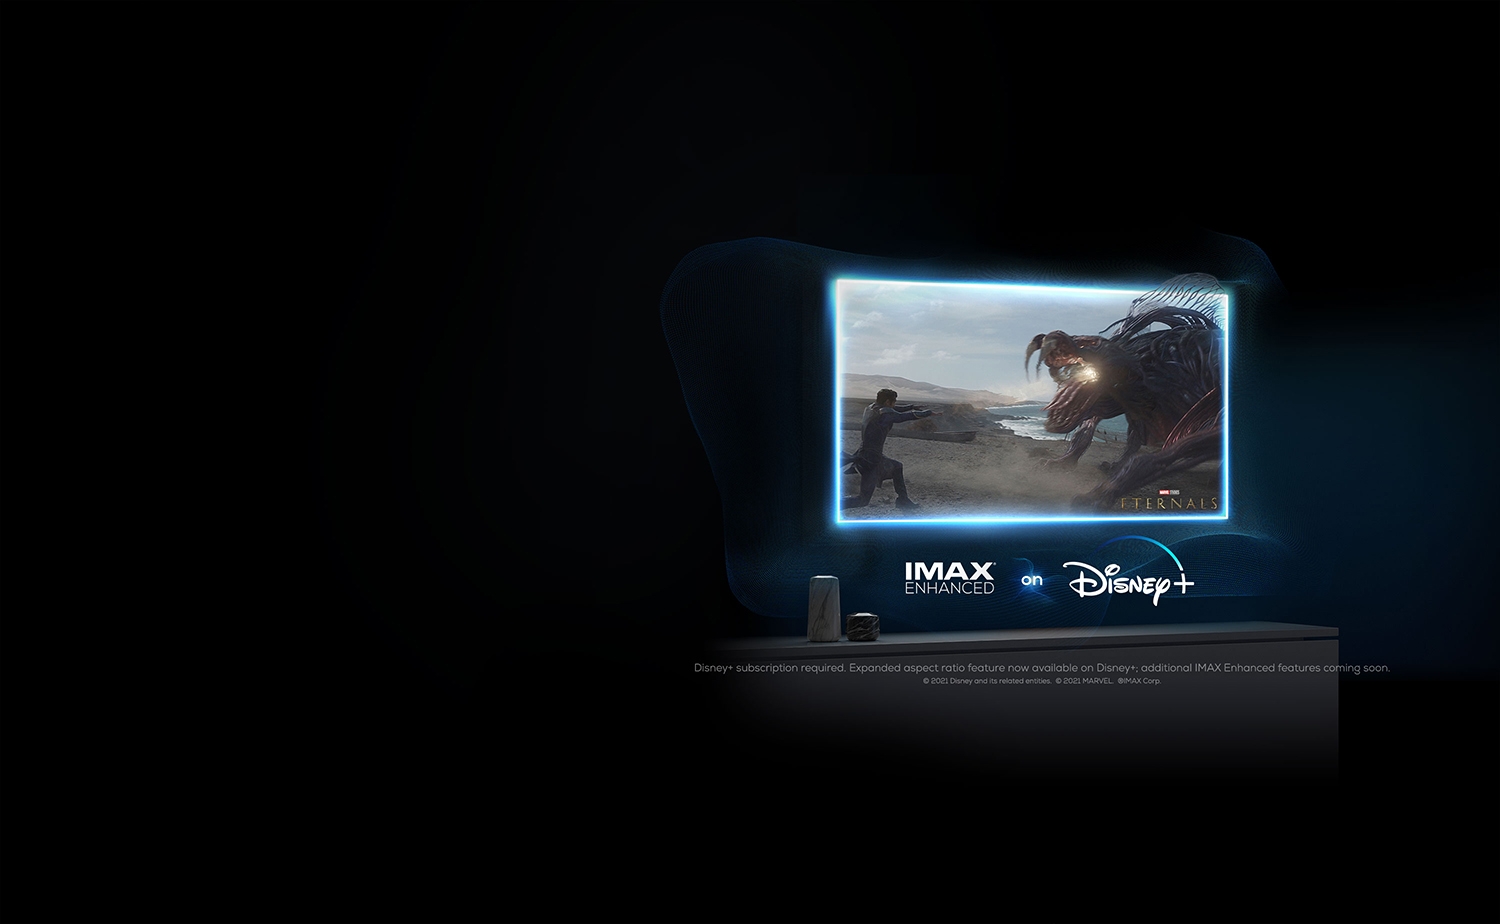 MARVEL STUDIOS
ETERNALS
IMAX® ENHANCED on Disney+
Disney+ subscription required. Expanded aspect ratio feature now available on Disney+; additional IMAX Enhanced features coming soon.
© 2021 Disney and its related entities. © 2021 MARVEL. ®IMAX Corp.